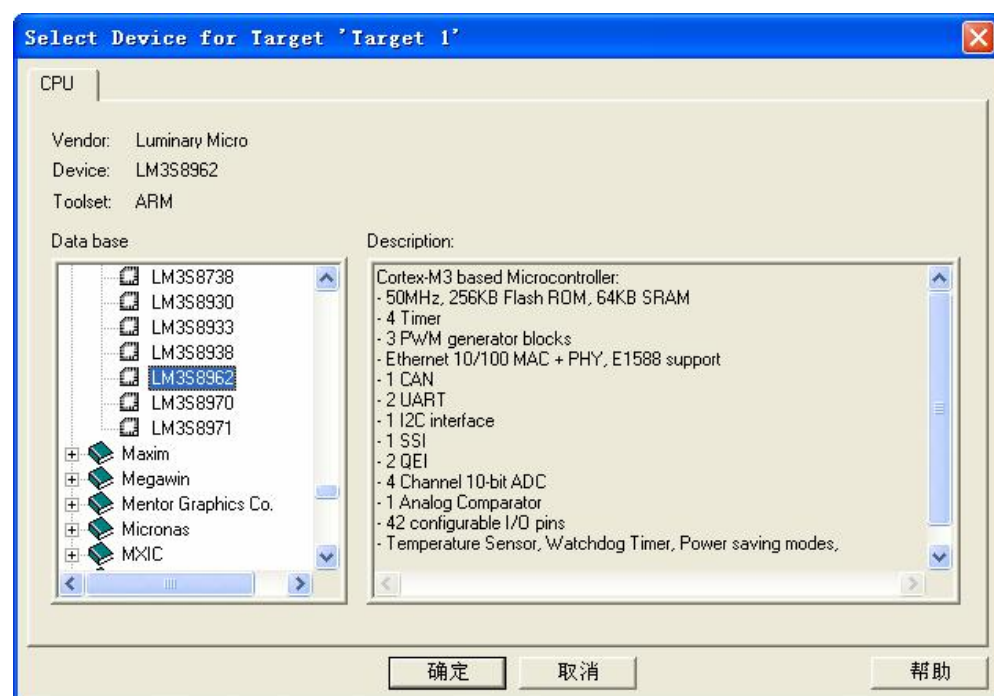 Select Device for Target 'Target 1'
CPU
Vendor: Luminary Micro
Device: LM3S8962
Toolset: ARM
Data base
LM3S8738
LM3S8930
LM3S8933
LM3S8938
LM3S8962
LM3S8970
LM3S8971
Maxim
Megawin
Mentor Graphics Co.
Micronas
MXIC
Description:
Cortex-M3 based Microcontroller:
- 50MHz, 256KB Flash ROM, 64KB SRAM
- 4 Timer
- 3 PWM generator blocks
- Ethernet 10/100 MAC + PHY, E1588 support
- 1 CAN
- 2 UART
- 1 I2C interface
- 1 SSI
- 2 QEI
- 4 Channel 10-bit ADC
- 1 Analog Comparator
- 42 configurable I/O pins
- Temperature Sensor, Watchdog Timer, Power saving modes,
确定 取消 帮助